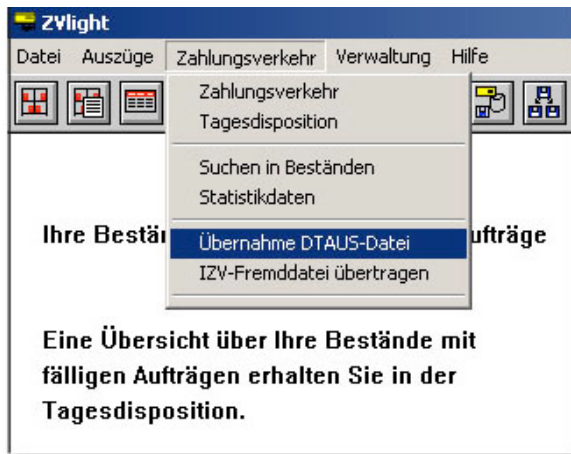 ZVlight
Datei Auszüge Zahlungsverkehr Verwaltung Hilfe
Zahlungsverkehr
Tagesdisposition
Suchen in Beständen
Statistikdaten
Übernahme DTAUS-Datei
IZV-Fremddatei übertragen
Ihre Bestän ufträge
Eine Übersicht über Ihre Bestände mit
fälligen Aufträgen erhalten Sie in der
Tagesdisposition.